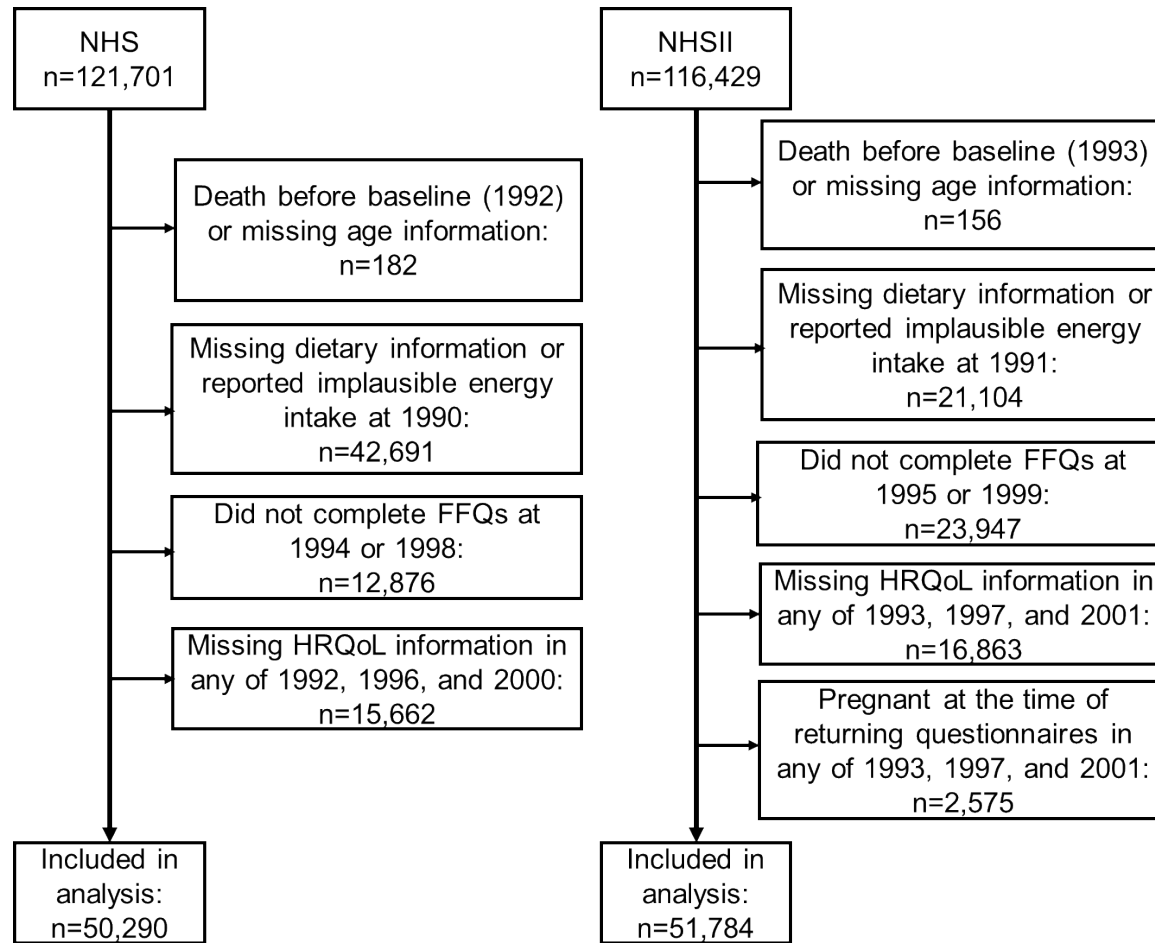 NHS
n=121,701
Death before baseline (1992)
or missing age information:
n=182
Missing dietary information or
reported implausible energy
intake at 1990:
n=42,691
Did not complete FFQs at
1994 or 1998:
n=12,876
Missing HRQoL information in
any of 1992, 1996, and 2000:
n=15,662
Included in
analysis:
n=50,290
NHSII
n=116,429
Death before baseline (1993)
or missing age information:
n=156
Missing dietary information or
reported implausible energy
intake at 1991:
n=21,104
Did not complete FFQs at
1995 or 1999:
n=23,947
Missing HRQoL information in
any of 1993, 1997, and 2001:
n=16,863
Pregnant at the time of
returning questionnaires in
any of 1993, 1997, and 2001:
n=2,575
Included in
analysis:
n=51,784